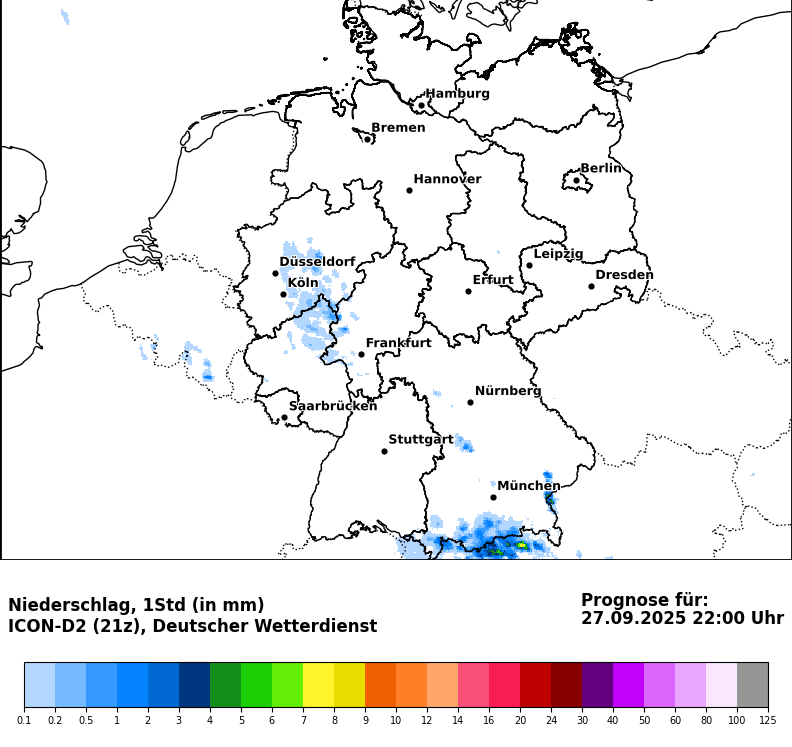 Hamburg
Bremen
Berlin
Hannover
Leipzig
Düsseldorf
Dresden
Köln
Erfurt
Frankfurt
Nürnberg
Saarbrücken
Stuttgart
München
Niederschlag, 1Std (in mm)
ICON-D2 (21z), Deutscher Wetterdienst
Prognose für:
27.09.2025 22:00 Uhr
0.1 0.2 0.5 1 2 3 4 5 6 7 8 9 10 12 14 16 20 24 30 40 50 60 80 100 125